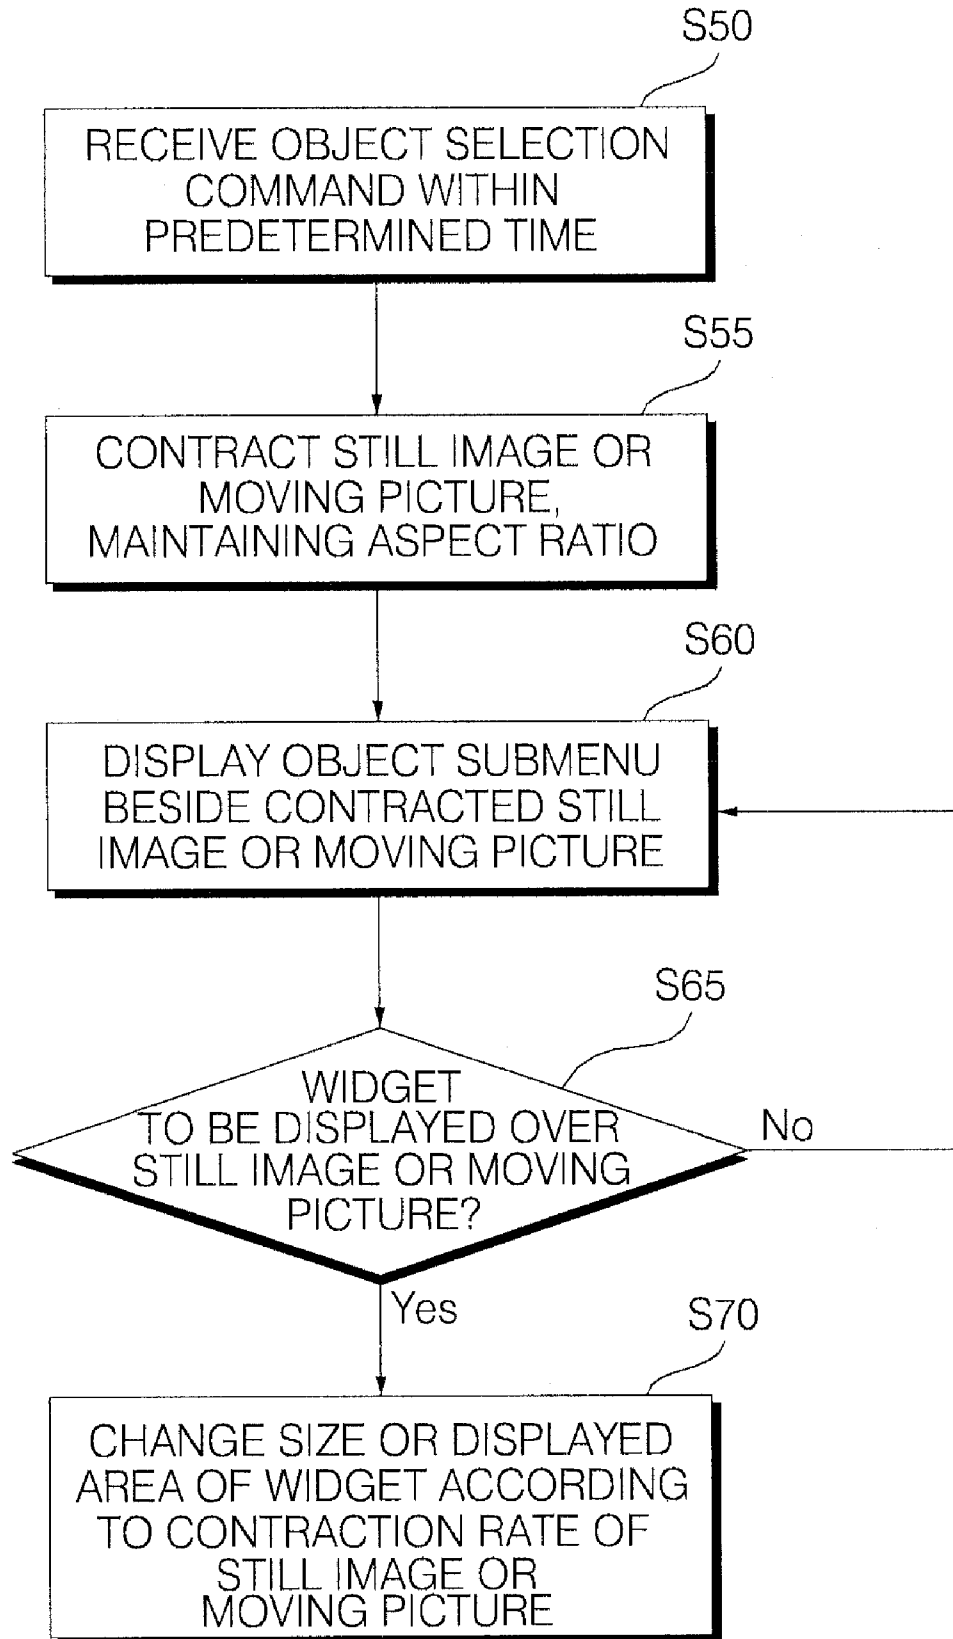 S50
RECEIVE OBJECT SELECTION
COMMAND WITHIN
PREDETERMINED TIME
S55
CONTRACT STILL IMAGE OR
MOVING PICTURE,
MAINTAINING ASPECT RATIO
S60
DISPLAY OBJECT SUBMENU
BESIDE CONTRACTED STILL
IMAGE OR MOVING PICTURE
S65
WIDGET
TO BE DISPLAYED OVER
STILL IMAGE OR MOVING
PICTURE?
No
Yes
S70
CHANGE SIZE OR DISPLAYED
AREA OF WIDGET ACCORDING
TO CONTRACTION RATE OF
STILL IMAGE OR
MOVING PICTURE